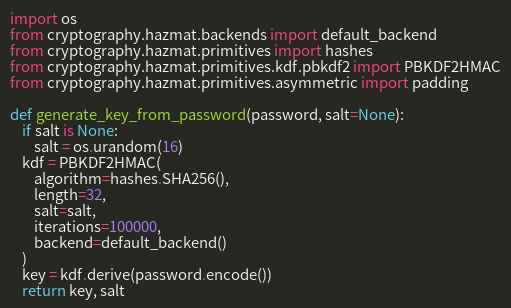 import os
from cryptography.hazmat.backends import default_backend
from cryptography.hazmat.primitives import hashes
from cryptography.hazmat.primitives.kdf.pbkdf2 import PBKDF2HMAC
from cryptography.hazmat.primitives.asymmetric import padding

def generate_key_from_password(password, salt=None):
    if salt is None:
        salt = os.urandom(16)
    kdf = PBKDF2HMAC(
        algorithm=hashes.SHA256(),
        length=32,
        salt=salt,
        iterations=100000,
        backend=default_backend()
    )
    key = kdf.derive(password.encode())
    return key, salt